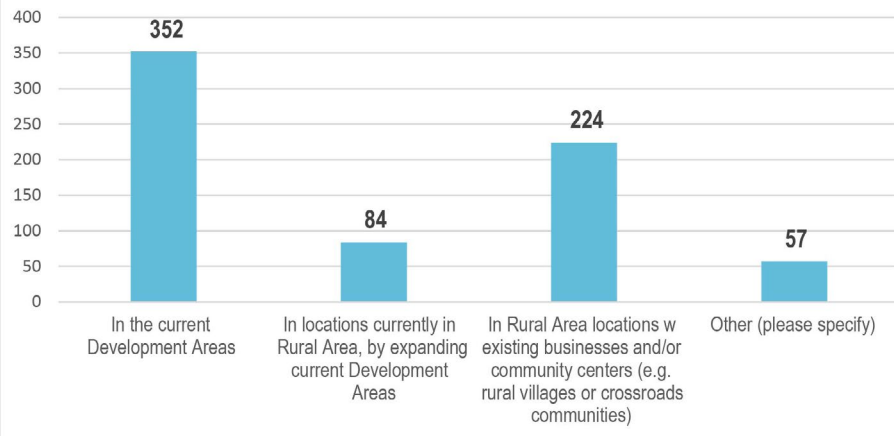 400
350
300
250
200
150
100
50
0
352
84
224
57
In the current
Development Areas
In locations currently in
Rural Area, by expanding
current Development
Areas
In Rural Area locations w
existing businesses and/or
community centers (e.g.
rural villages or crossroads
communities)
Other (please specify)